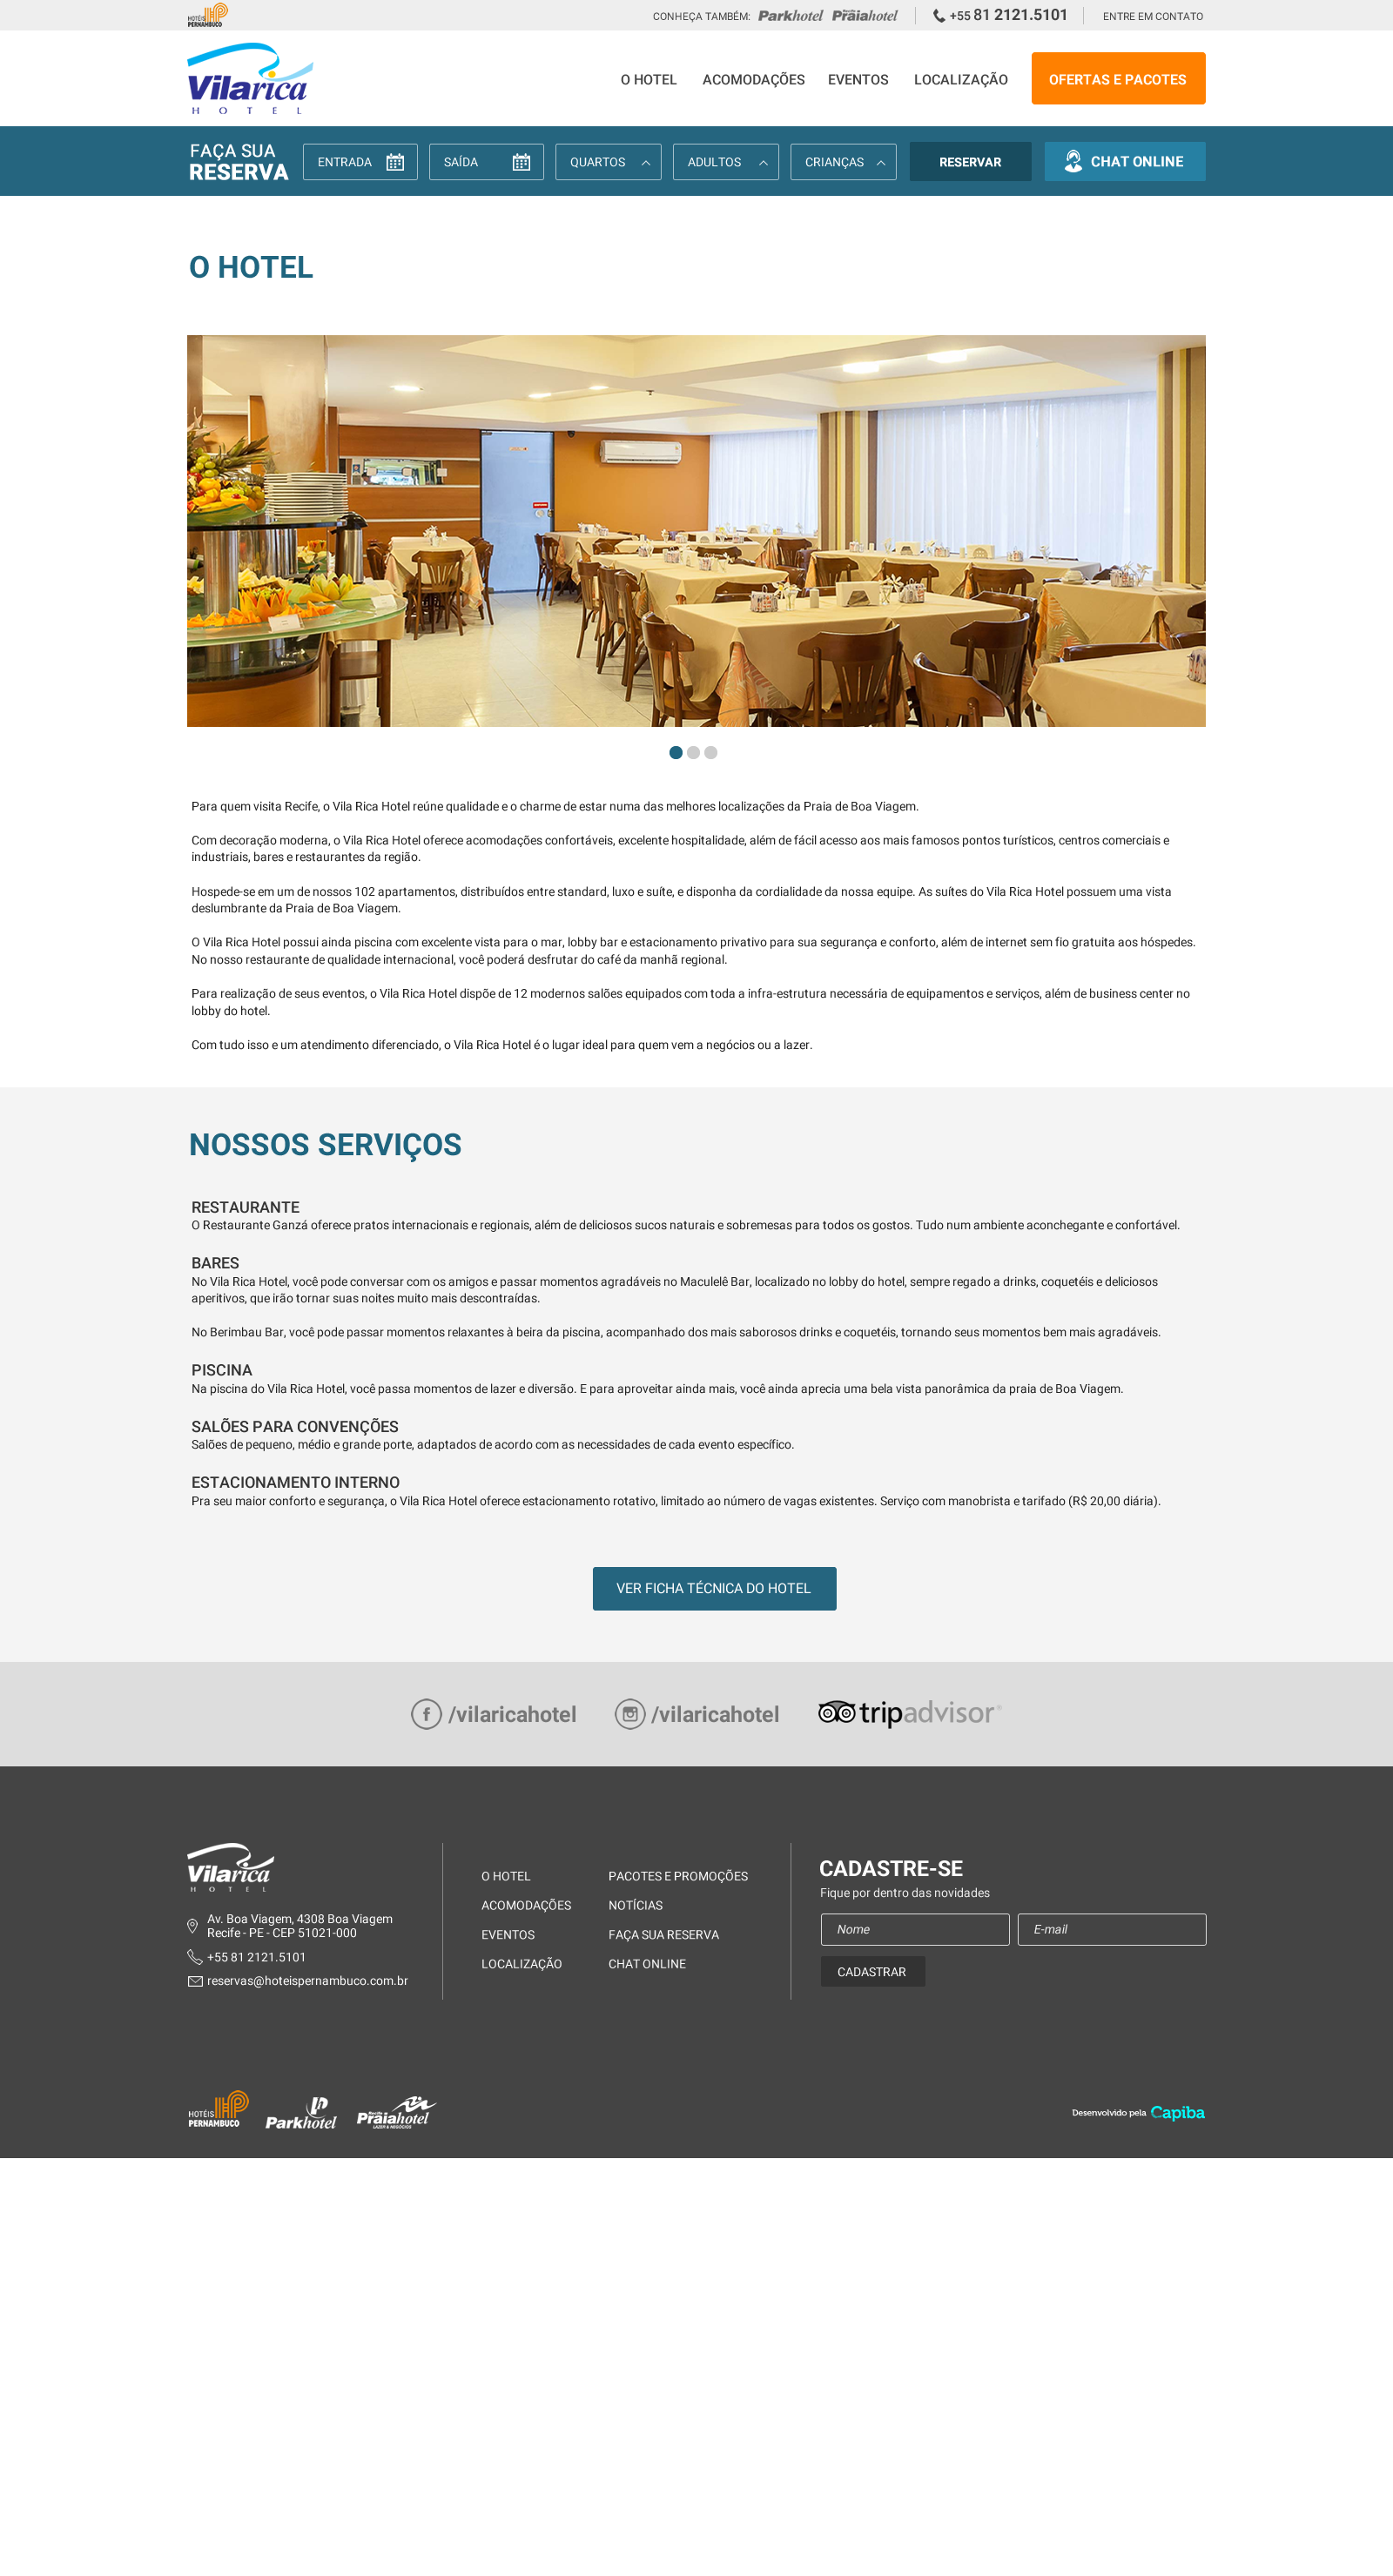 HOTÉIS
PERNAMBUCO
CONHEÇA TAMBÉM: Parkhotel Praiahotel
+55 81 2121.5101
ENTRE EM CONTATO
Vilarica
HOTEL
O HOTEL ACOMODAÇÕES EVENTOS LOCALIZAÇÃO OFERTAS E PACOTES
FAÇA SUA
RESERVA
ENTRADA SAÍDA QUARTOS ADULTOS CRIANÇAS RESERVAR CHAT ONLINE
O HOTEL
Para quem visita Recife, o Vila Rica Hotel reúne qualidade e o charme de estar numa das melhores localizações da Praia de Boa Viagem.
Com decoração moderna, o Vila Rica Hotel oferece acomodações confortáveis, excelente hospitalidade, além de fácil acesso aos mais famosos pontos turísticos, centros comerciais e
industriais, bares e restaurantes da região.
Hospede-se em um de nossos 102 apartamentos, distribuídos entre standard, luxo e suíte, e disponha da cordialidade da nossa equipe. As suítes do Vila Rica Hotel possuem uma vista
deslumbrante da Praia de Boa Viagem.
O Vila Rica Hotel possui ainda piscina com excelente vista para o mar, lobby bar e estacionamento privativo para sua segurança e conforto, além de internet sem fio gratuita aos hóspedes.
No nosso restaurante de qualidade internacional, você poderá desfrutar do café da manhã regional.
Para realização de seus eventos, o Vila Rica Hotel dispõe de 12 modernos salões equipados com toda a infra-estrutura necessária de equipamentos e serviços, além de business center no
lobby do hotel.
Com tudo isso e um atendimento diferenciado, o Vila Rica Hotel é o lugar ideal para quem vem a negócios ou a lazer.
NOSSOS SERVIÇOS
RESTAURANTE
O Restaurante Ganzá oferece pratos internacionais e regionais, além de deliciosos sucos naturais e sobremesas para todos os gostos. Tudo num ambiente aconchegante e confortável.
BARES
No Vila Rica Hotel, você pode conversar com os amigos e passar momentos agradáveis no Maculelê Bar, localizado no lobby do hotel, sempre regado a drinks, coquetéis e deliciosos
aperitivos, que irão tornar suas noites muito mais descontraídas.
No Berimbau Bar, você pode passar momentos relaxantes à beira da piscina, acompanhado dos mais saborosos drinks e coquetéis, tornando seus momentos bem mais agradáveis.
PISCINA
Na piscina do Vila Rica Hotel, você passa momentos de lazer e diversão. E para aproveitar ainda mais, você ainda aprecia uma bela vista panorâmica da praia de Boa Viagem.
SALÕES PARA CONVENÇÕES
Salões de pequeno, médio e grande porte, adaptados de acordo com as necessidades de cada evento específico.
ESTACIONAMENTO INTERNO
Pra seu maior conforto e segurança, o Vila Rica Hotel oferece estacionamento rotativo, limitado ao número de vagas existentes. Serviço com manobrista e tarifado (R$ 20,00 diária).
VER FICHA TÉCNICA DO HOTEL
/vilaricahotel /vilaricahotel tripadvisor®
Vilarica
HOTEL
Av. Boa Viagem, 4308 Boa Viagem
Recife - PE - CEP 51021-000
+55 81 2121.5101
reservas@hoteispernambuco.com.br
O HOTEL
ACOMODAÇÕES
EVENTOS
LOCALIZAÇÃO
PACOTES E PROMOÇÕES
NOTÍCIAS
FAÇA SUA RESERVA
CHAT ONLINE
CADASTRE-SE
Fique por dentro das novidades
Nome E-mail
CADASTRAR
HOTÉIS
PERNAMBUCO
Parkhotel
Recife
Praiahotel
LAZER & NEGÓCIOS
Desenvolvido pela Capiba